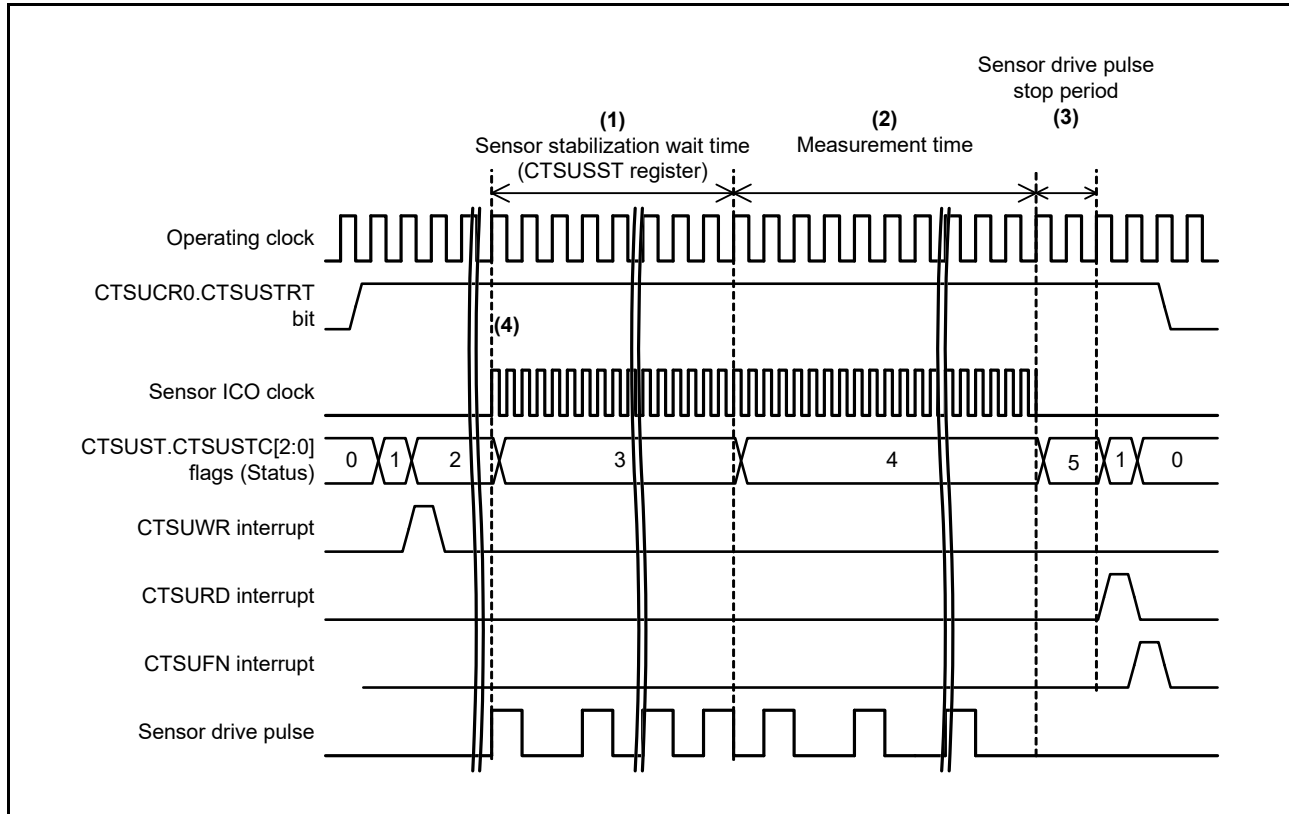 Sensor drive pulse
stop period
(3)
(1)
Sensor stabilization wait time
(CTSUSST register)
(2)
Measurement time
Operating clock
CTSUCR0.CTSUSTRT
bit
(4)
Sensor ICO clock
CTSUST.CTSUSTC[2:0]
flags (Status)
0 1 2 3 4 5 1 0
CTSUWR interrupt
CTSURD interrupt
CTSUFN interrupt
Sensor drive pulse